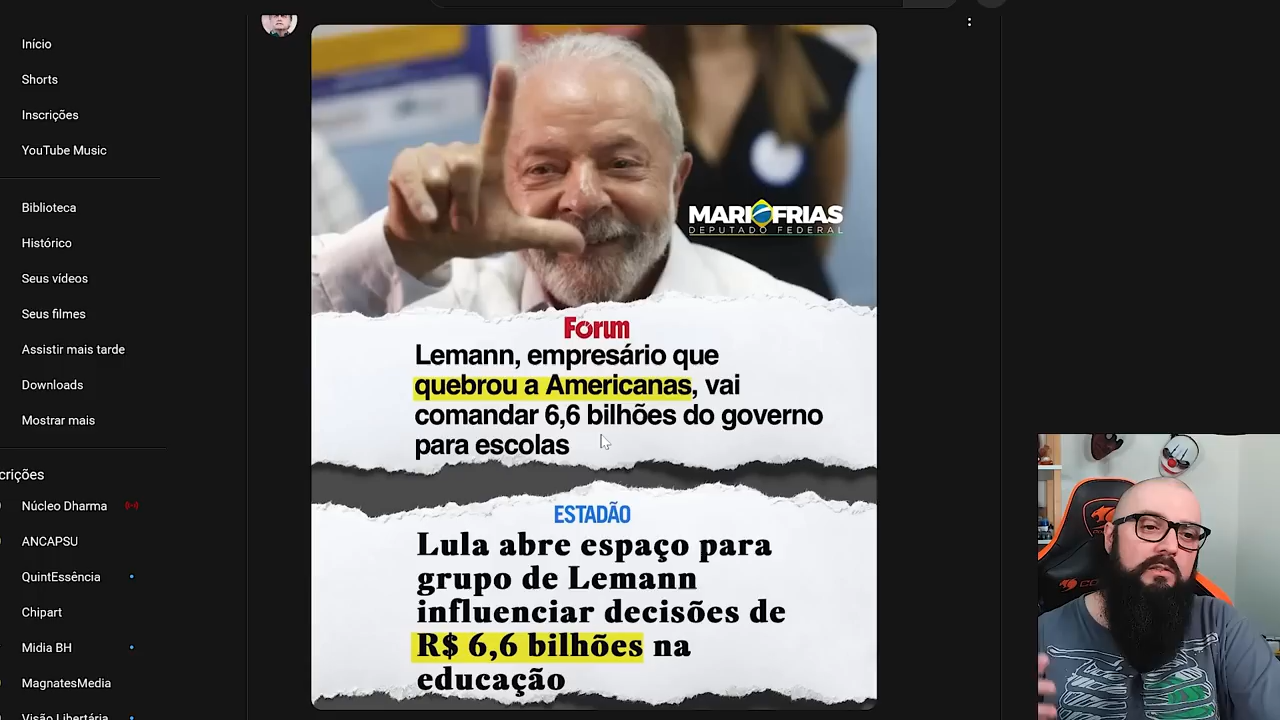 Início
Shorts
Inscrições
YouTube Music
Biblioteca
Histórico
Seus vídeos
Seus filmes
Assistir mais tarde
Downloads
Mostrar mais
crições
Núcleo Dharma
ANCAPSU
QuintEssência
Chipart
Midia BH
MagnatesMedia
Visão Libertária
MARIO FRIAS
DEPUTADO FEDERAL
Forum
Lemann, empresário que
quebrou a Americanas, vai
comandar 6,6 bilhões do governo
para escolas
ESTADÃO
Lula abre espaço para
grupo de Lemann
influenciar decisões de
R$ 6,6 bilhões na
educação